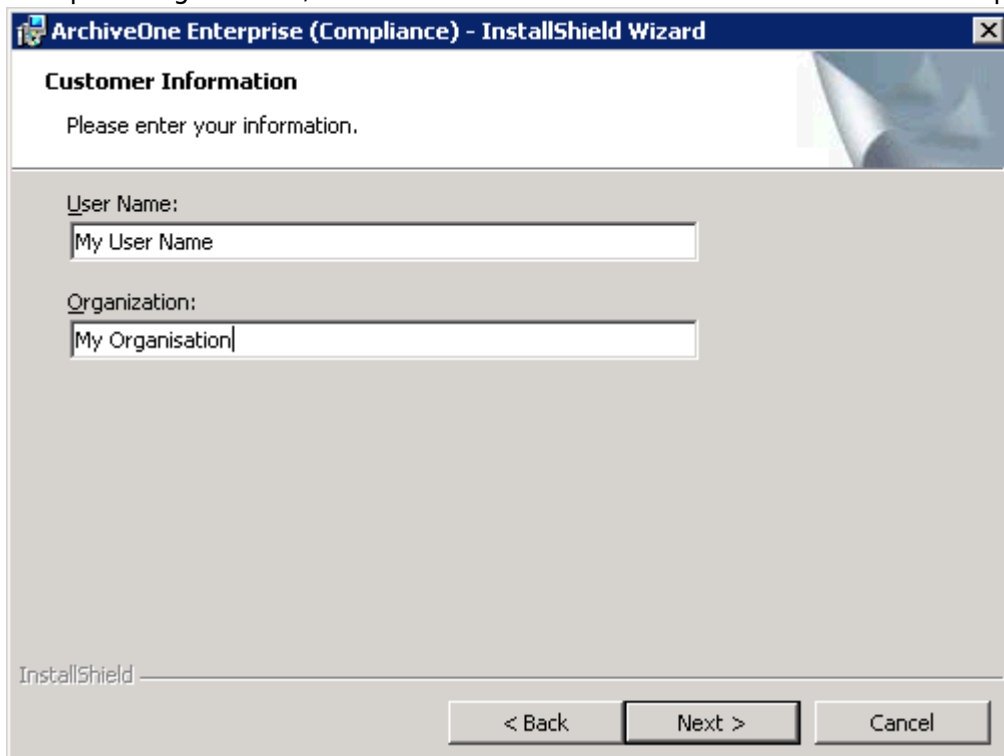 ArchiveOne Enterprise (Compliance) - InstallShield Wizard
Customer Information
Please enter your information.
User Name:
My User Name
Organization:
My Organisation
InstallShield
< Back Next > Cancel